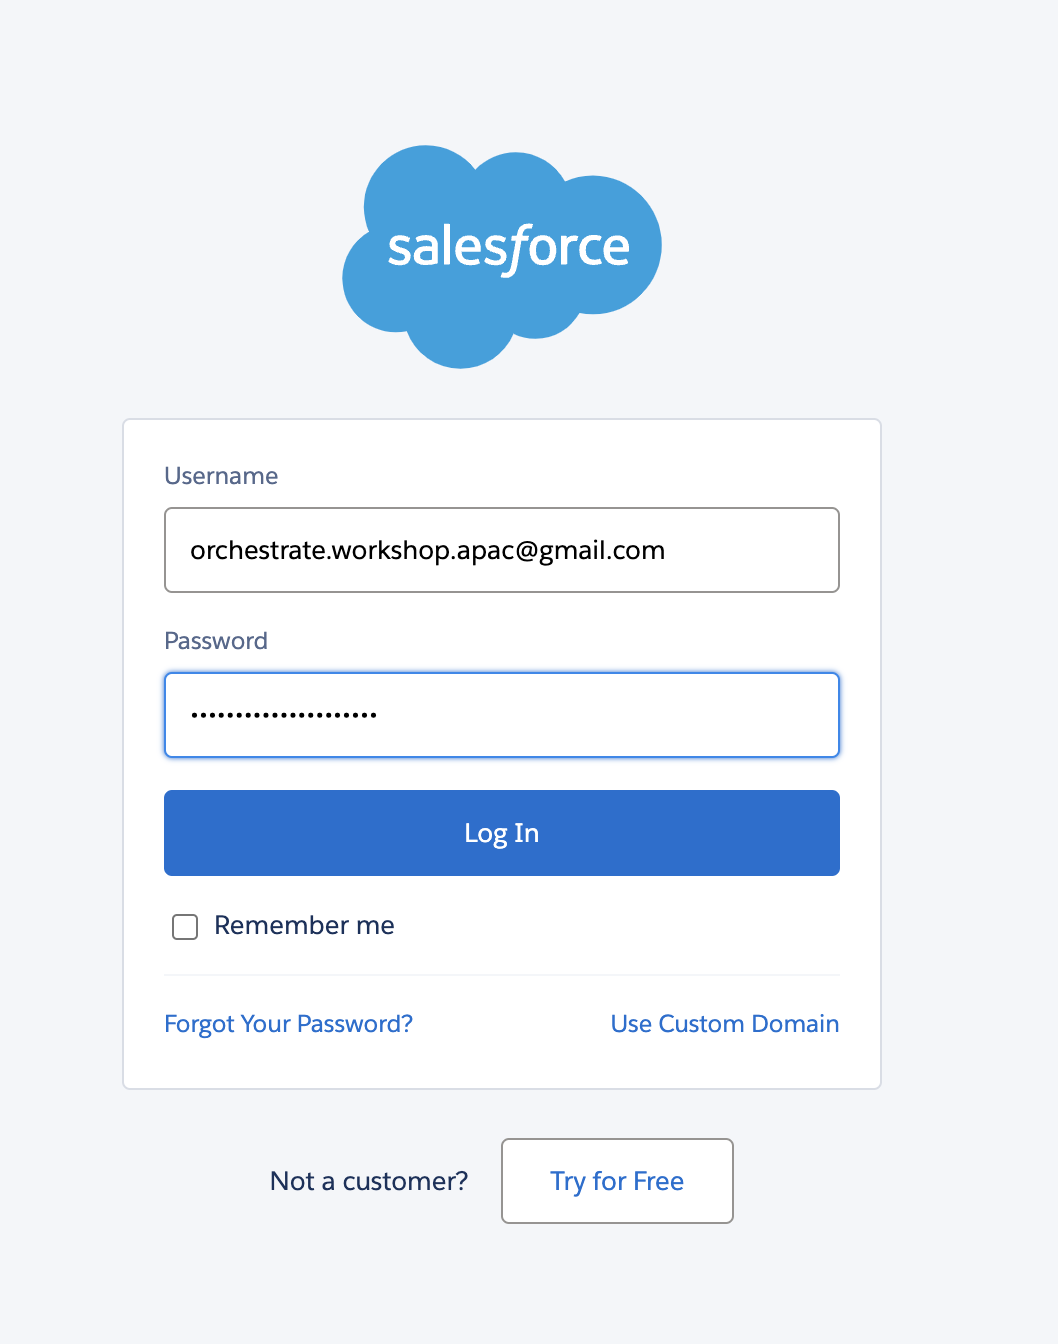 salesforce
Username
orchestrate.workshop.apac@gmail.com
Password
•••••••••••••••••••••
Log In
Remember me
Forgot Your Password? Use Custom Domain
Not a customer? Try for Free